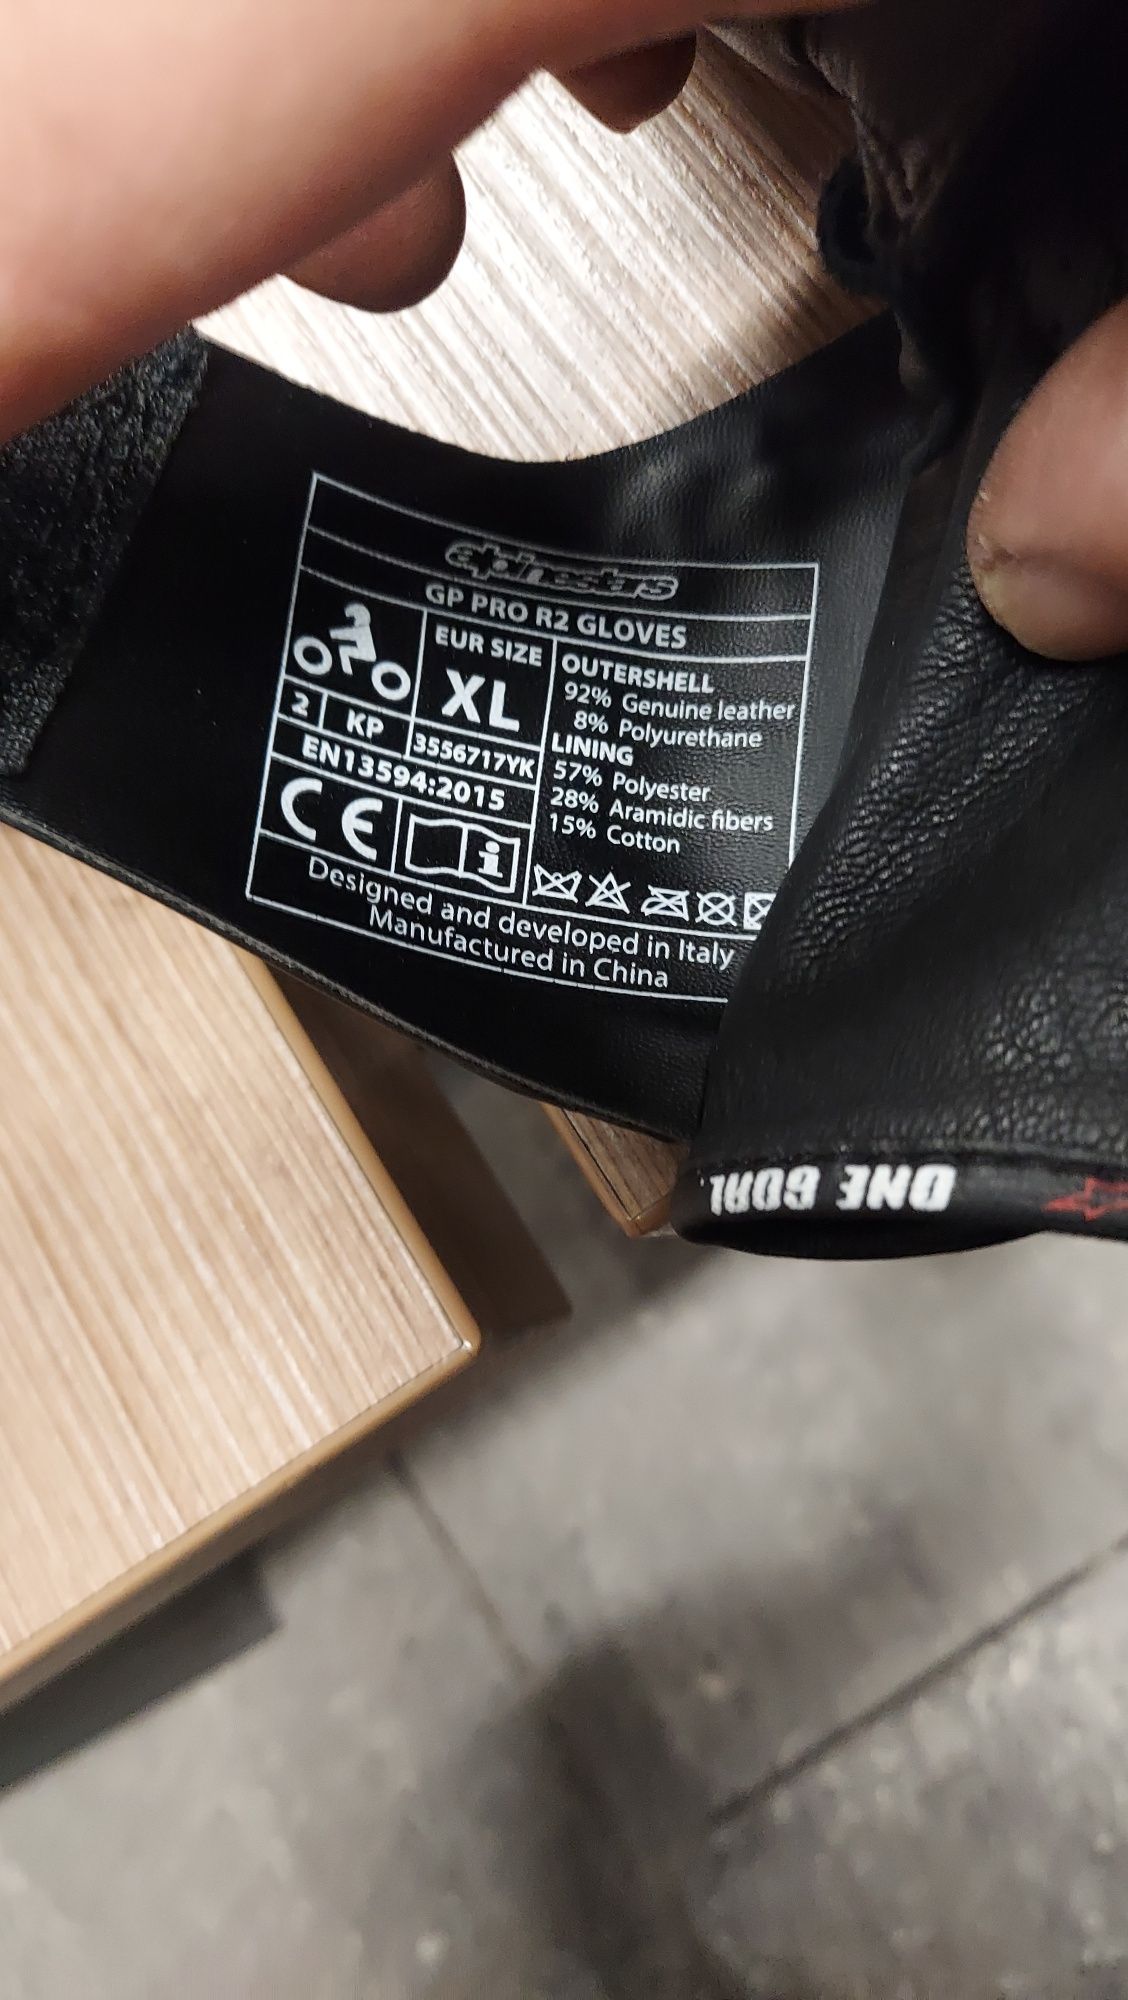 alpinestars
GP PRO R2 GLOVES
EUR SIZE
XL
2 KP
3556717YK
EN13594:2015
CE
i
OUTERSHELL
92% Genuine leather
8% Polyurethane
LINING
57% Polyester
28% Aramidic fibers
15% Cotton
Designed and developed in Italy
Manufactured in China
ONE GOAL.